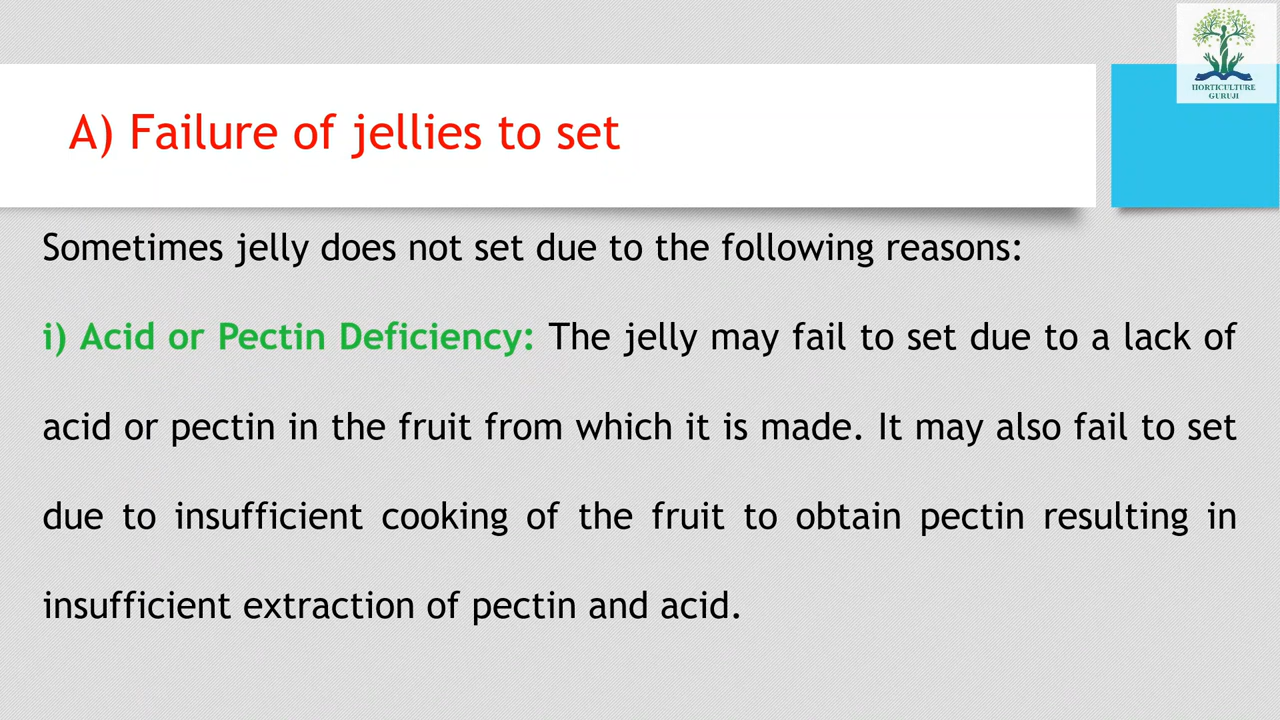 HORTICULTURE
GURUJI
A) Failure of jellies to set
Sometimes jelly does not set due to the following reasons:
i) Acid or Pectin Deficiency: The jelly may fail to set due to a lack of
acid or pectin in the fruit from which it is made. It may also fail to set
due to insufficient cooking of the fruit to obtain pectin resulting in
insufficient extraction of pectin and acid.